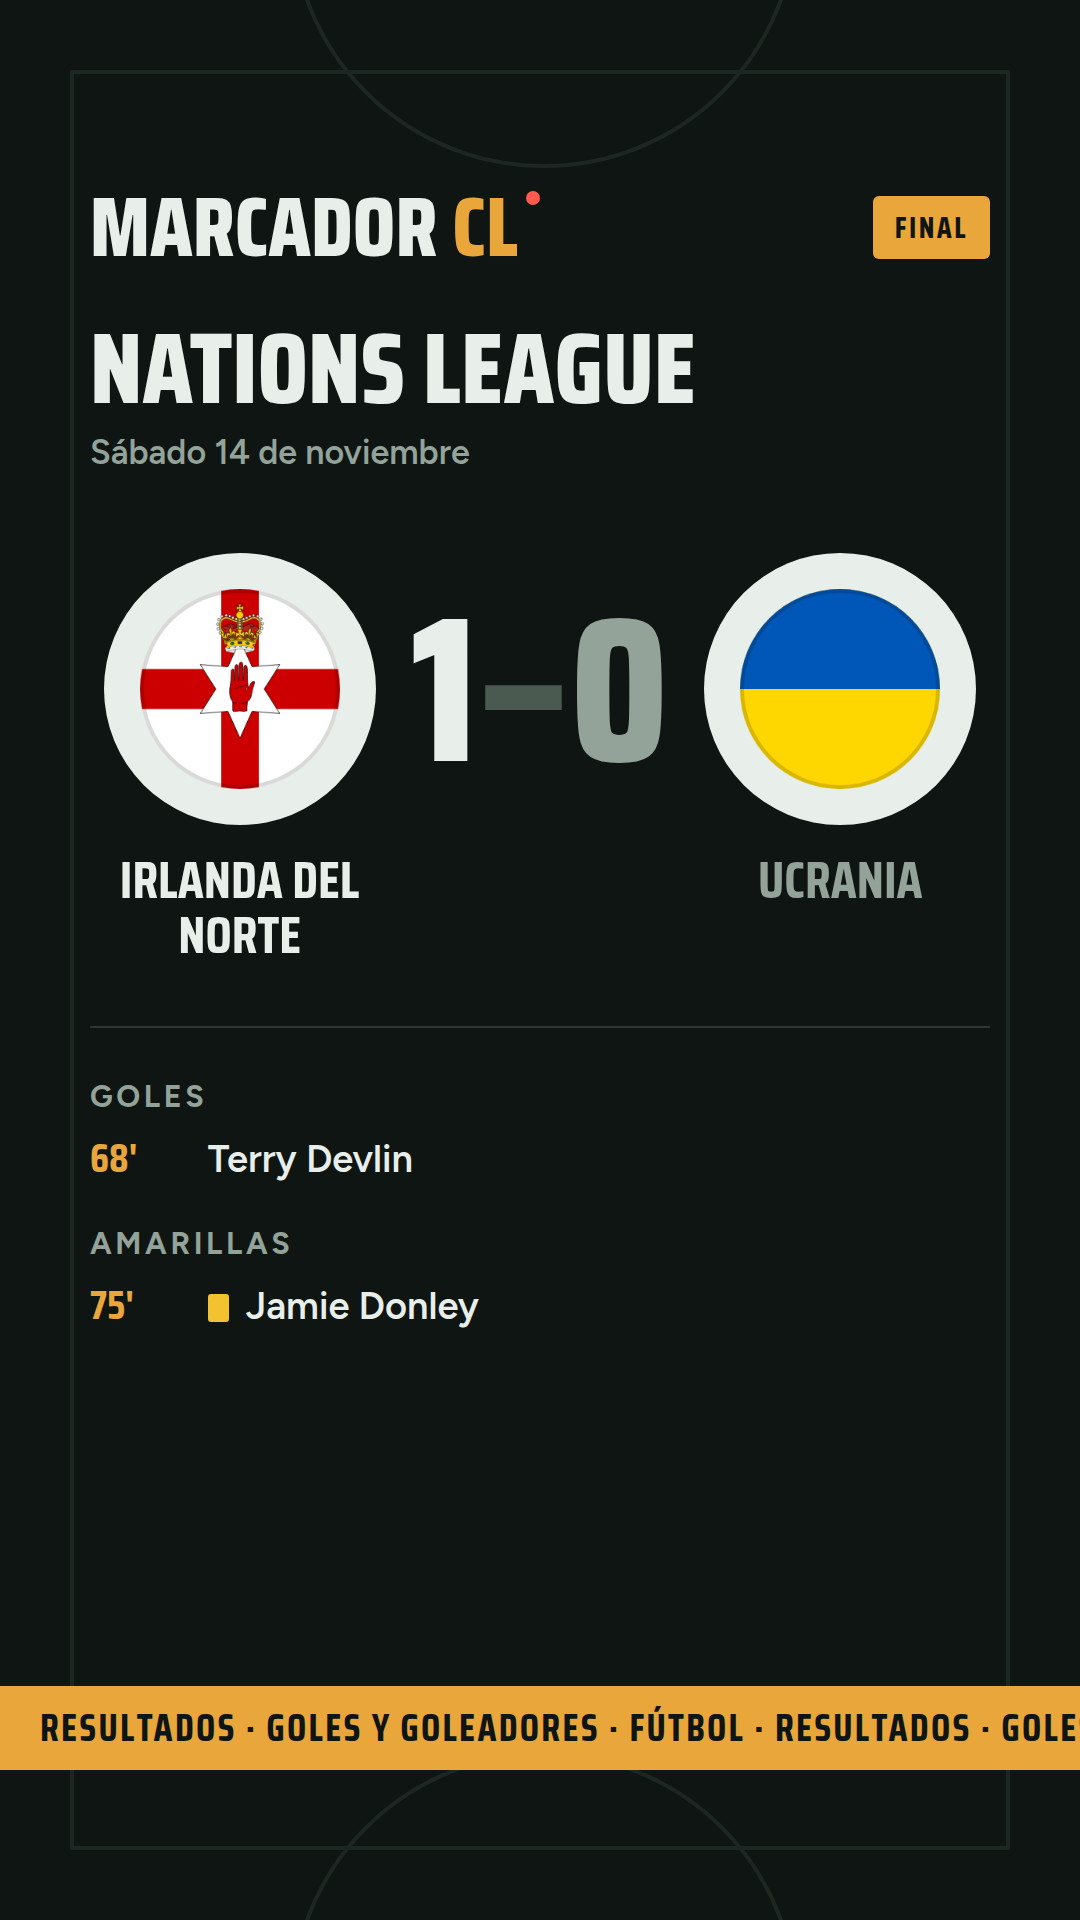 MARCADOR CL
FINAL
NATIONS LEAGUE
Sábado 14 de noviembre
1-0
IRLANDA DEL
NORTE
UCRANIA
GOLES
68' Terry Devlin
AMARILLAS
75' Jamie Donley
RESULTADOS · GOLES Y GOLEADORES · FÚTBOL · RESULTADOS · GOLES